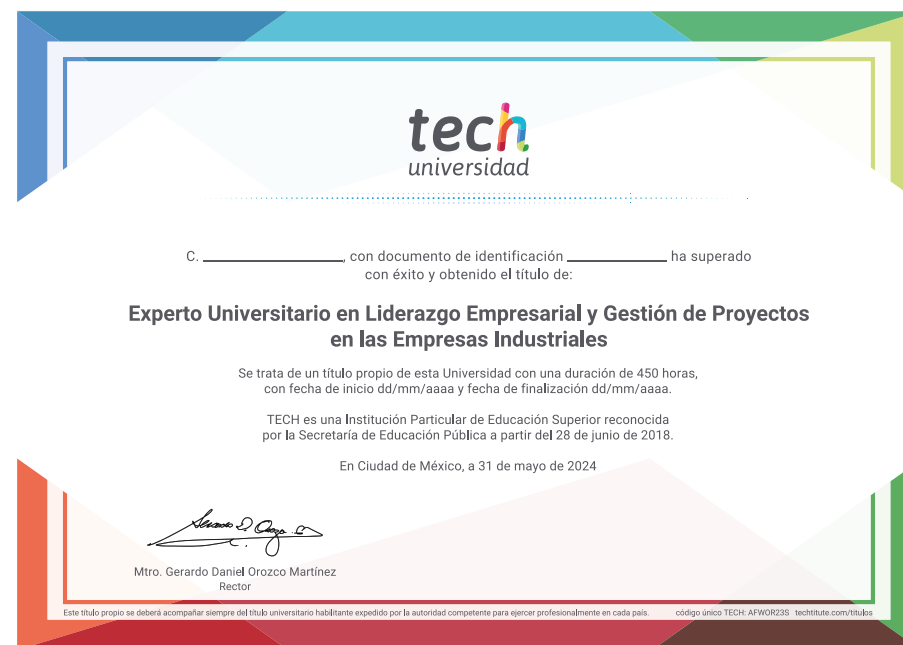 tech
universidad
C. ____________, con documento de identificación ____________ ha superado
con éxito y obtenido el título de:
Experto Universitario en Liderazgo Empresarial y Gestión de Proyectos
en las Empresas Industriales
Se trata de un título propio de esta Universidad con una duración de 450 horas,
con fecha de inicio dd/mm/aaaa y fecha de finalización dd/mm/aaaa.
TECH es una Institución Particular de Educación Superior reconocida
por la Secretaría de Educación Pública a partir del 28 de junio de 2018.
En Ciudad de México, a 31 de mayo de 2024
Mtro. Gerardo Daniel Orozco Martínez
Rector
Este título propio se deberá acompañar siempre del título universitario habilitante expedido por la autoridad competente para ejercer profesionalmente en cada país. código único TECH: AFWOR23S techtitute.com/titulos